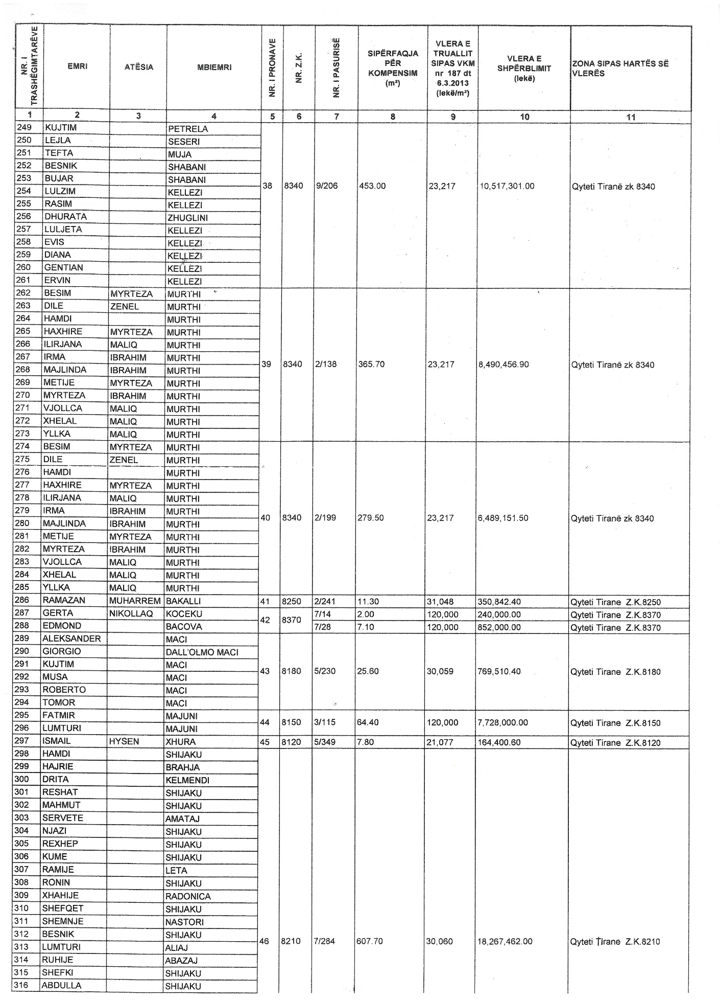 NR. I TRASHËGIMTARËVE | EMRI | ATËSIA | MBIEMRI | NR. I PRONAVE | NR. Z.K. | NR. I PASURISË | SIPËRFAQJA PËR KOMPENSIM (m²) | VLERA E TRUALLIT SIPAS VKM nr 187 dt 6.3.2013 (lekë/m²) | VLERA E SHPËRBLIMIT (lekë) | ZONA SIPAS HARTËS SË VLERËS
1 2 3 4 5 6 7 8 9 10 11
249 KUJTIM PETRELA
250 LEJLA SESERI
251 TEFTA MUJA
252 BESNIK SHABANI
253 BUJAR SHABANI
38 8340 9/206 453.00 23,217 10,517,301.00 Qyteti Tiranë zk 8340
254 LULZIM KELLEZI
255 RASIM KELLEZI
256 DHURATA ZHUGLINI
257 LULJETA KELLEZI
258 EVIS KELLEZI
259 DIANA KELLEZI
260 GENTIAN KELLEZI
261 ERVIN KELLEZI
262 BESIM MYRTEZA MURTHI
263 DILE ZENEL MURTHI
264 HAMDI MURTHI
265 HAXHIRE MYRTEZA MURTHI
266 ILIRJANA MALIQ MURTHI
267 IRMA IBRAHIM MURTHI
39 8340 2/138 365.70 23,217 8,490,456.90 Qyteti Tiranë zk 8340
268 MAJLINDA IBRAHIM MURTHI
269 METIJE MYRTEZA MURTHI
270 MYRTEZA IBRAHIM MURTHI
271 VJOLLCA MALIQ MURTHI
272 XHELAL MALIQ MURTHI
273 YLLKA MALIQ MURTHI
274 BESIM MYRTEZA MURTHI
275 DILE ZENEL MURTHI
276 HAMDI MURTHI
277 HAXHIRE MYRTEZA MURTHI
278 ILIRJANA MALIQ MURTHI
279 IRMA IBRAHIM MURTHI
40 8340 2/199 279.50 23,217 6,489,151.50 Qyteti Tiranë zk 8340
280 MAJLINDA IBRAHIM MURTHI
281 METIJE MYRTEZA MURTHI
282 MYRTEZA IBRAHIM MURTHI
283 VJOLLCA MALIQ MURTHI
284 XHELAL MALIQ MURTHI
285 YLLKA MALIQ MURTHI
286 RAMAZAN MUHARREM BAKALLI 41 8250 2/241 11.30 31,048 350,842.40 Qyteti Tirane Z.K.8250
287 GERTA NIKOLLAQ KOCEKU 42 8370 7/14 2.00 120,000 240,000.00 Qyteti Tirane Z.K.8370
288 EDMOND BACOVA 7/28 7.10 120,000 852,000.00 Qyteti Tirane Z.K.8370
289 ALEKSANDER MACI
290 GIORGIO DALL'OLMO MACI
291 KUJTIM MACI
43 8180 5/230 25.60 30,059 769,510.40 Qyteti Tirane Z.K.8180
292 MUSA MACI
293 ROBERTO MACI
294 TOMOR MACI
295 FATMIR MAJUNI
44 8150 3/115 64.40 120,000 7,728,000.00 Qyteti Tirane Z.K.8150
296 LUMTURI MAJUNI
297 ISMAIL HYSEN XHURA 45 8120 5/349 7.80 21,077 164,400.60 Qyteti Tirane Z.K.8120
298 HAMDI SHIJAKU
299 HAJRIE BRAHJA
300 DRITA KELMENDI
301 RESHAT SHIJAKU
302 MAHMUT SHIJAKU
303 SERVETE AMATAJ
304 NJAZI SHIJAKU
305 REXHEP SHIJAKU
306 KUME SHIJAKU
307 RAMIJE LETA
308 RONIN SHIJAKU
309 XHAHIJE RADONICA
310 SHEFQET SHIJAKU
311 SHEMNJE NASTORI
312 BESNIK SHIJAKU
46 8210 7/284 607.70 30,060 18,267,462.00 Qyteti Tirane Z.K.8210
313 LUMTURI ALIAJ
314 RUHIJE ABAZAJ
315 SHEFKI SHIJAKU
316 ABDULLA SHIJAKU